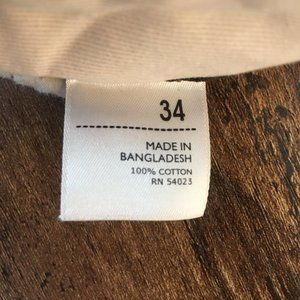 34
MADE IN
BANGLADESH
100% COTTON
RN 54023